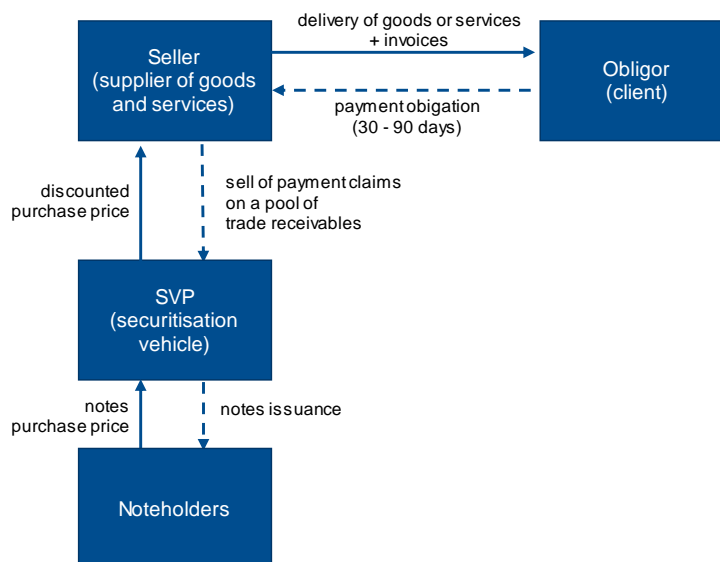 delivery of goods or services
+ invoices
Seller
(supplier of goods
and services)
Obligor
(client)
payment obigation
(30 - 90 days)
discounted
purchase price
sell of payment claims
on a pool of
trade receivables
SVP
(securitisation
vehicle)
notes
purchase price
notes issuance
Noteholders